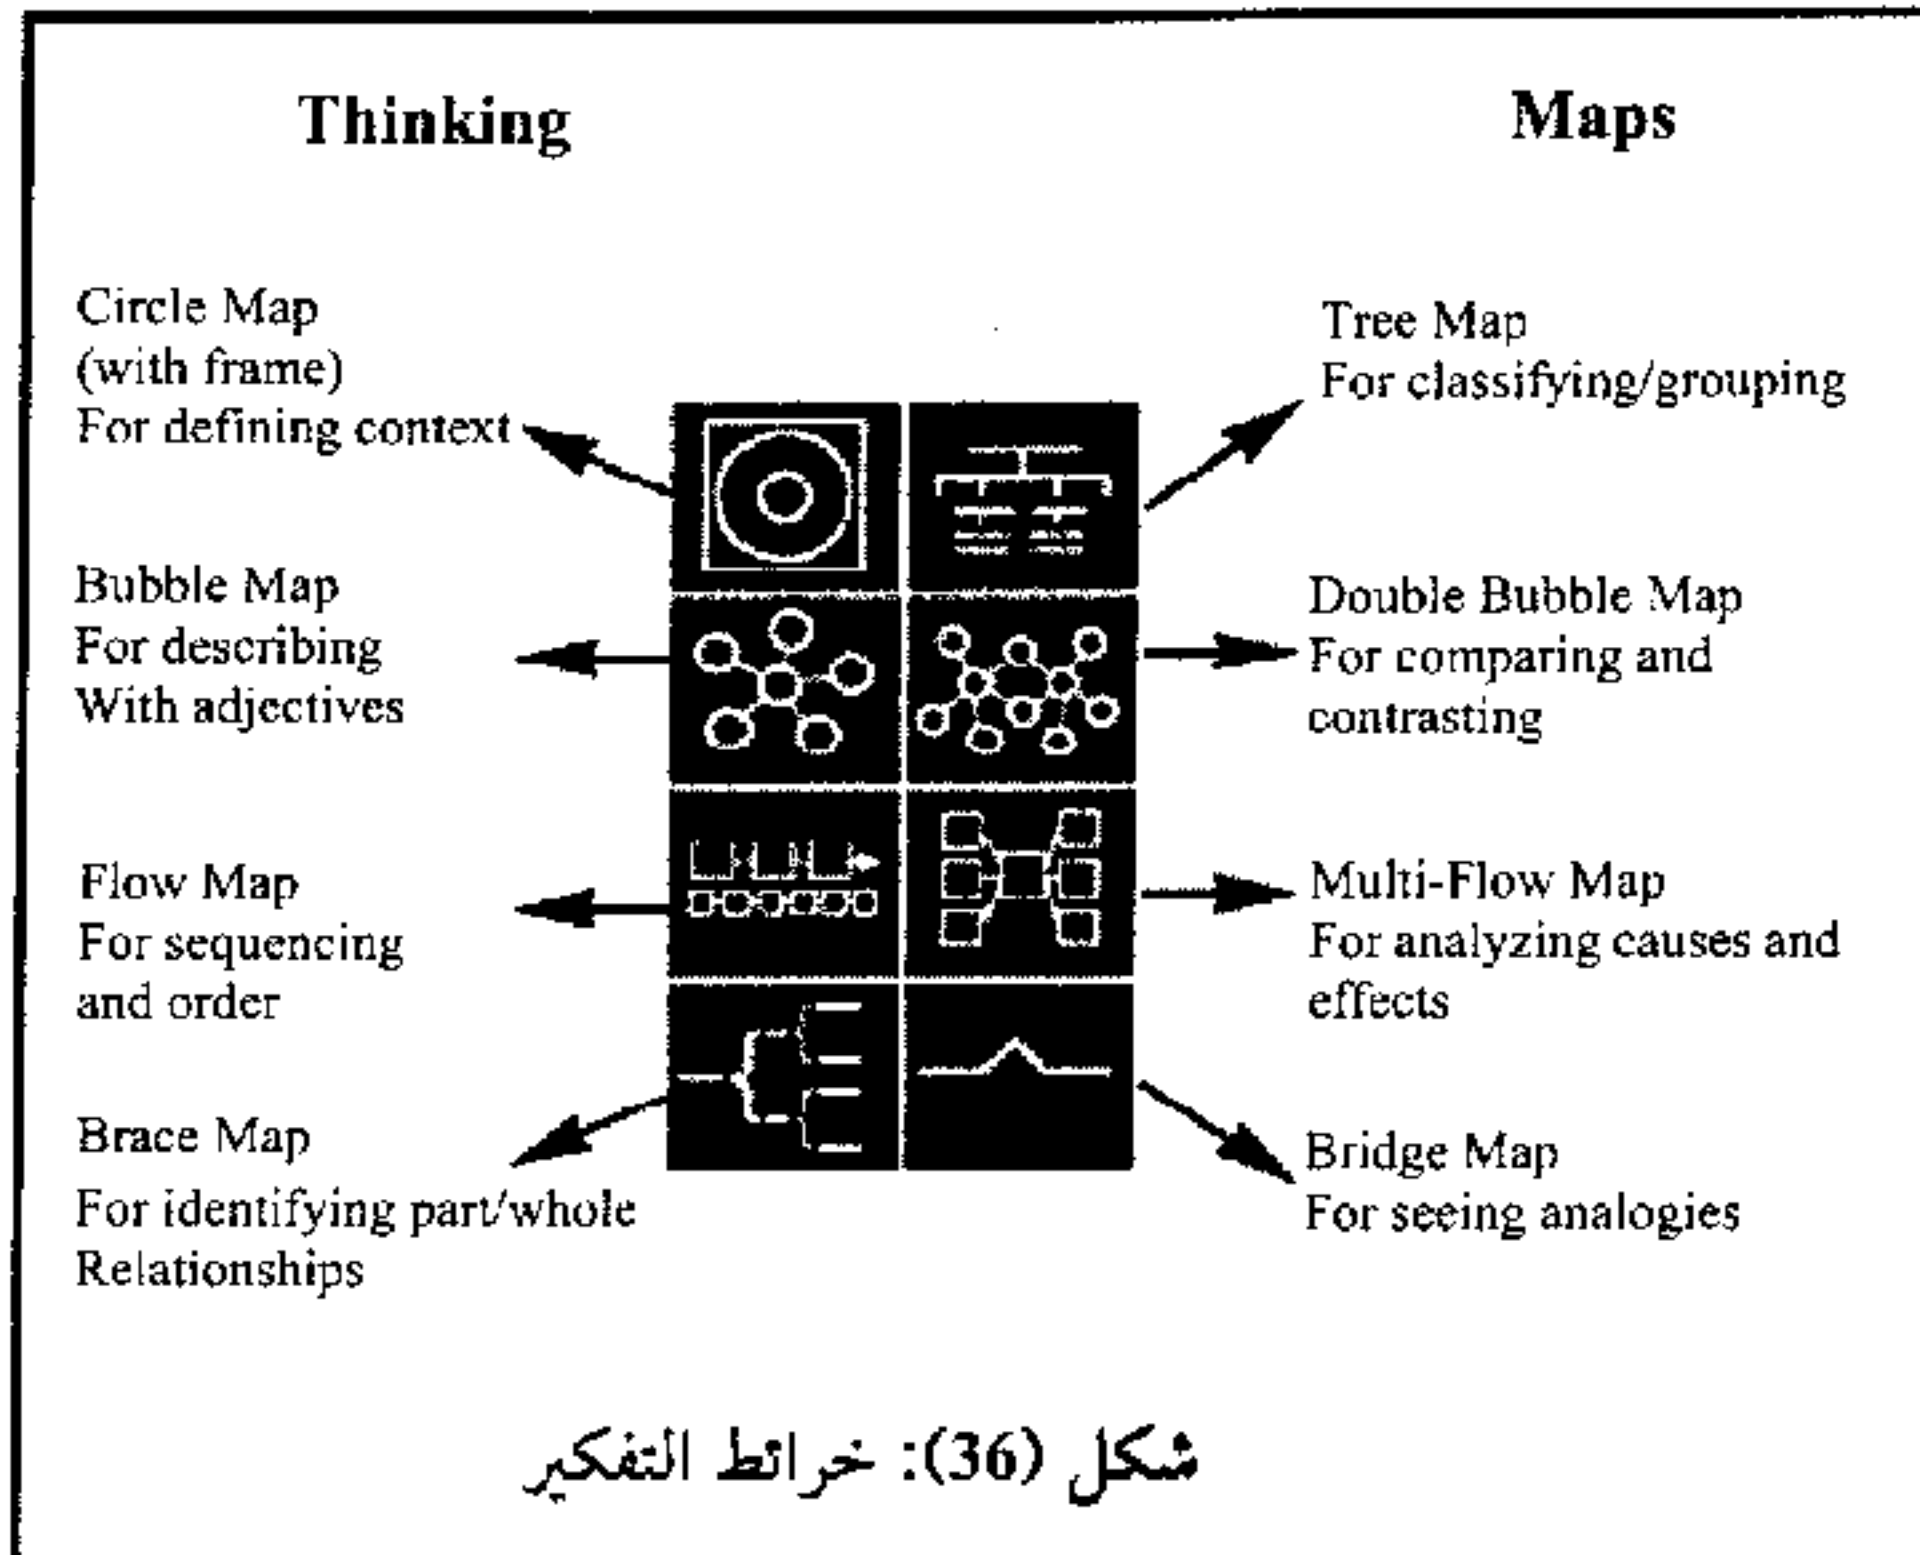 Thinking Maps
Circle Map
(with frame)
For defining context
Bubble Map
For describing
With adjectives
Flow Map
For sequencing
and order
Brace Map
For identifying part/whole
Relationships
Tree Map
For classifying/grouping
Double Bubble Map
For comparing and
contrasting
Multi-Flow Map
For analyzing causes and
effects
Bridge Map
For seeing analogies
شكل (36): خرائط التفكير